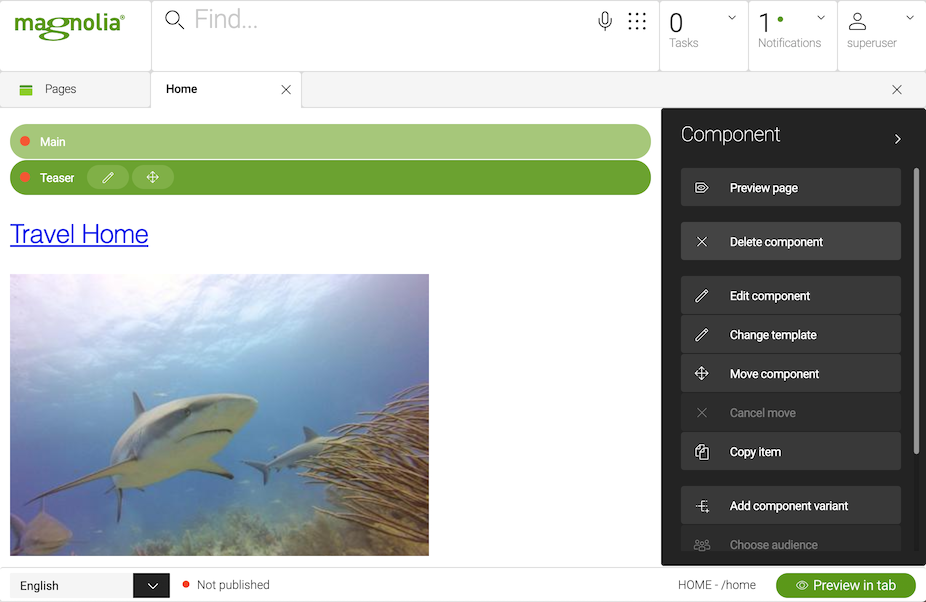 magnolia®
Find...
0
Tasks
1
Notifications
superuser
Pages
Home
Main
Teaser
Travel Home
Component
Preview page
Delete component
Edit component
Change template
Move component
Cancel move
Copy item
Add component variant
Choose audience
English
Not published
HOME - /home
Preview in tab